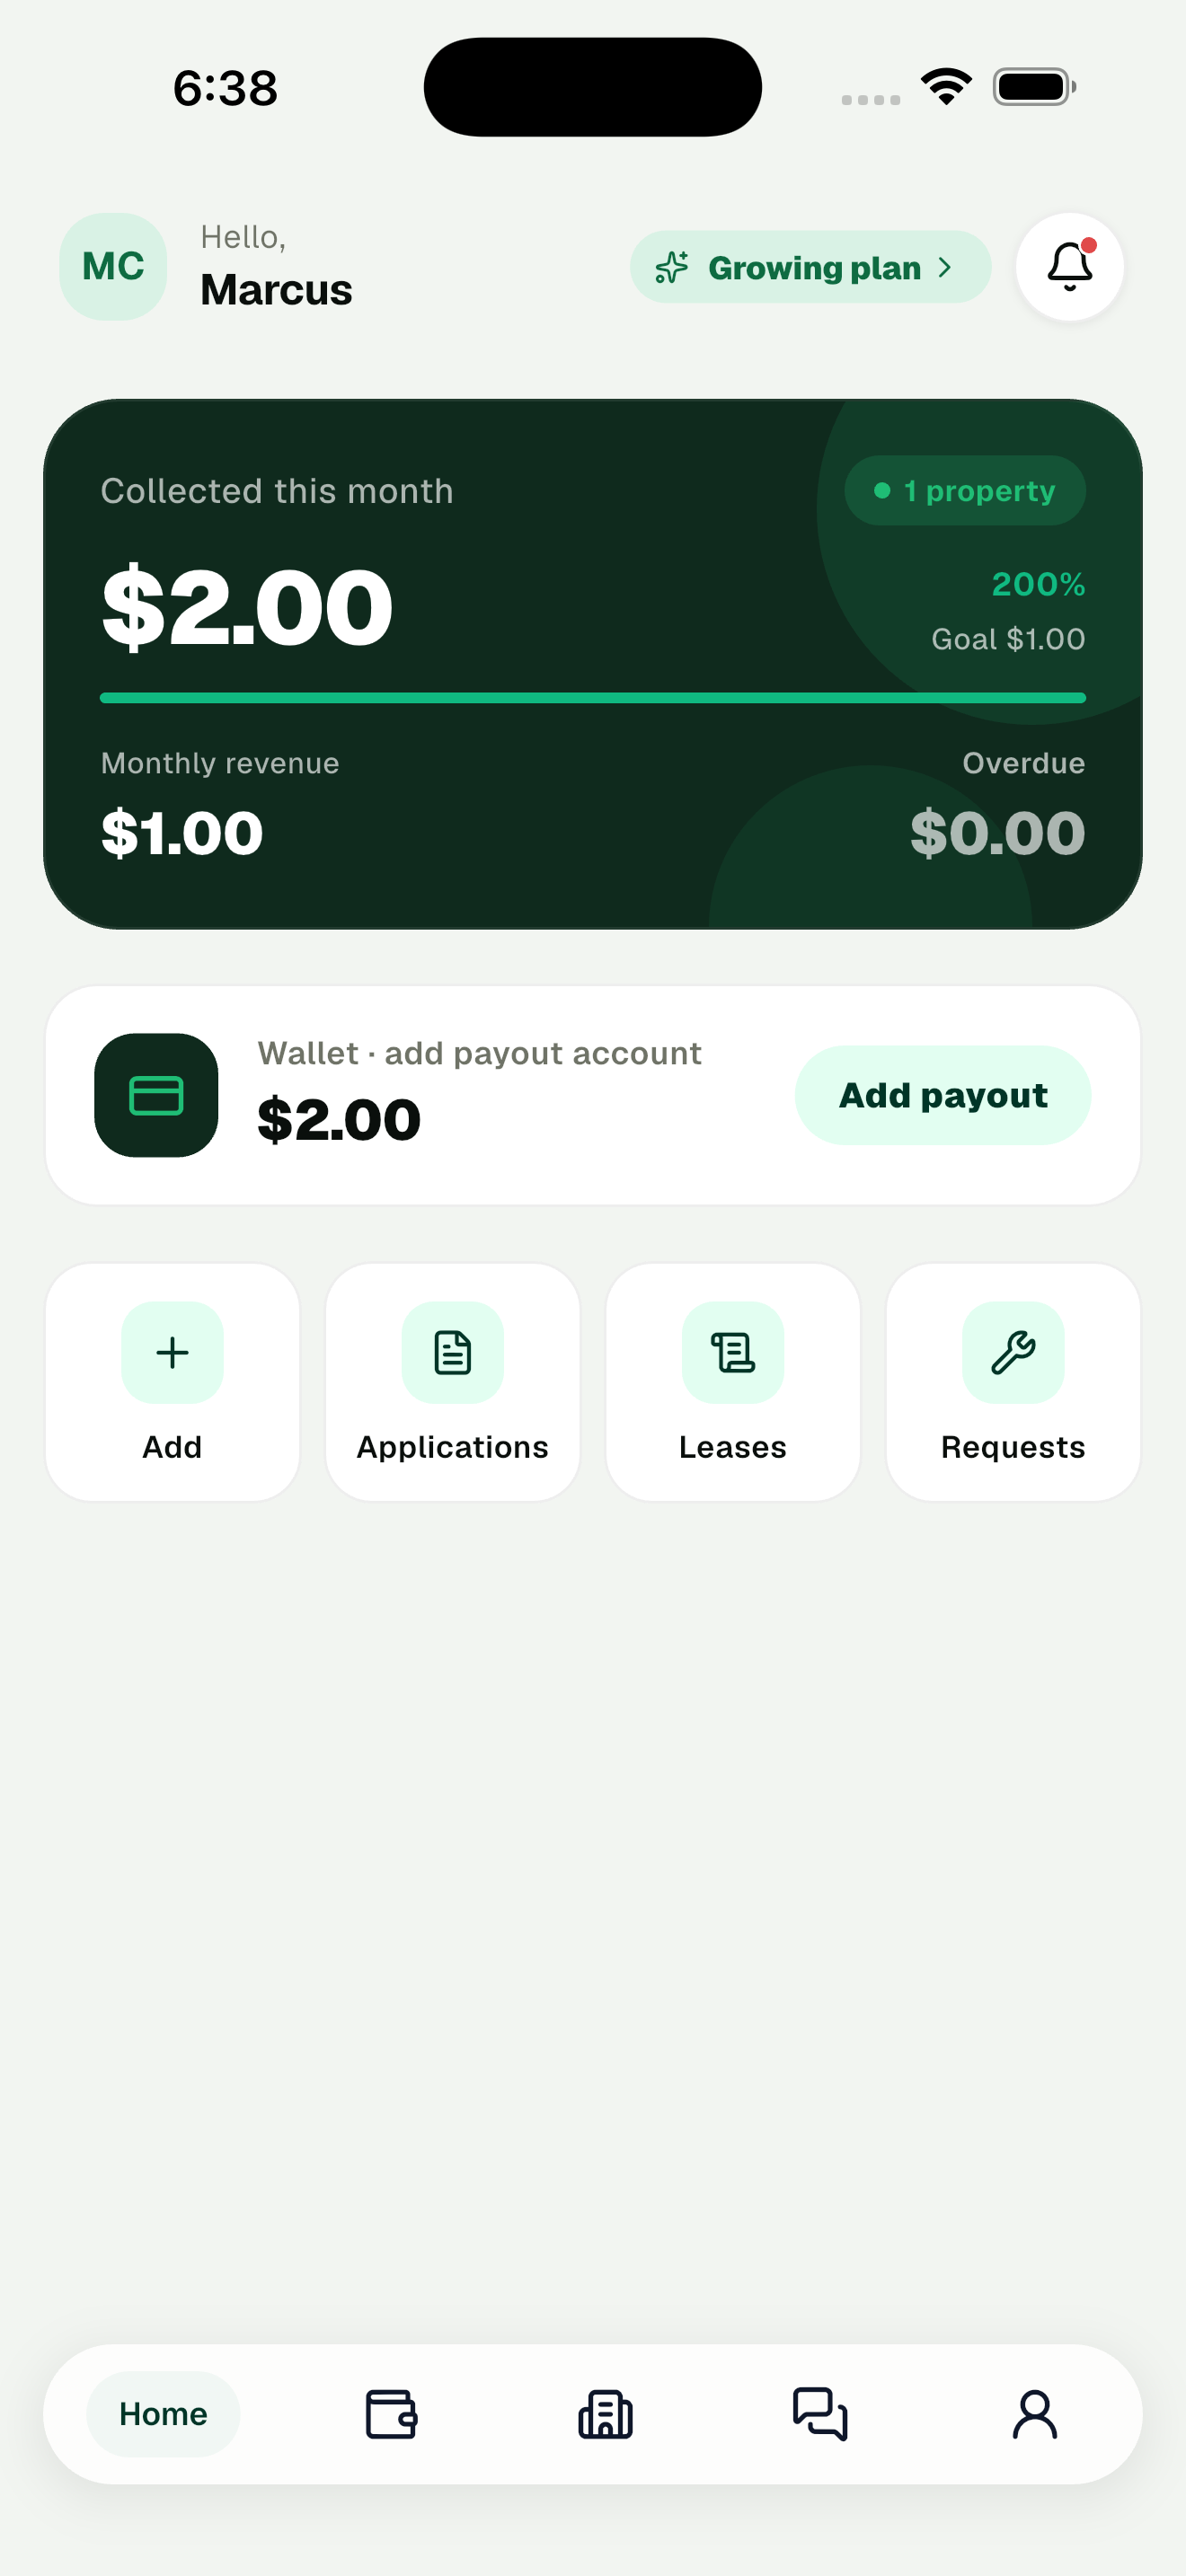 6:38
MC
Hello,
Marcus
Growing plan
Collected this month
1 property
$2.00
200%
Goal $1.00
Monthly revenue
Overdue
$1.00
$0.00
Wallet · add payout account
$2.00
Add payout
Add
Applications
Leases
Requests
Home